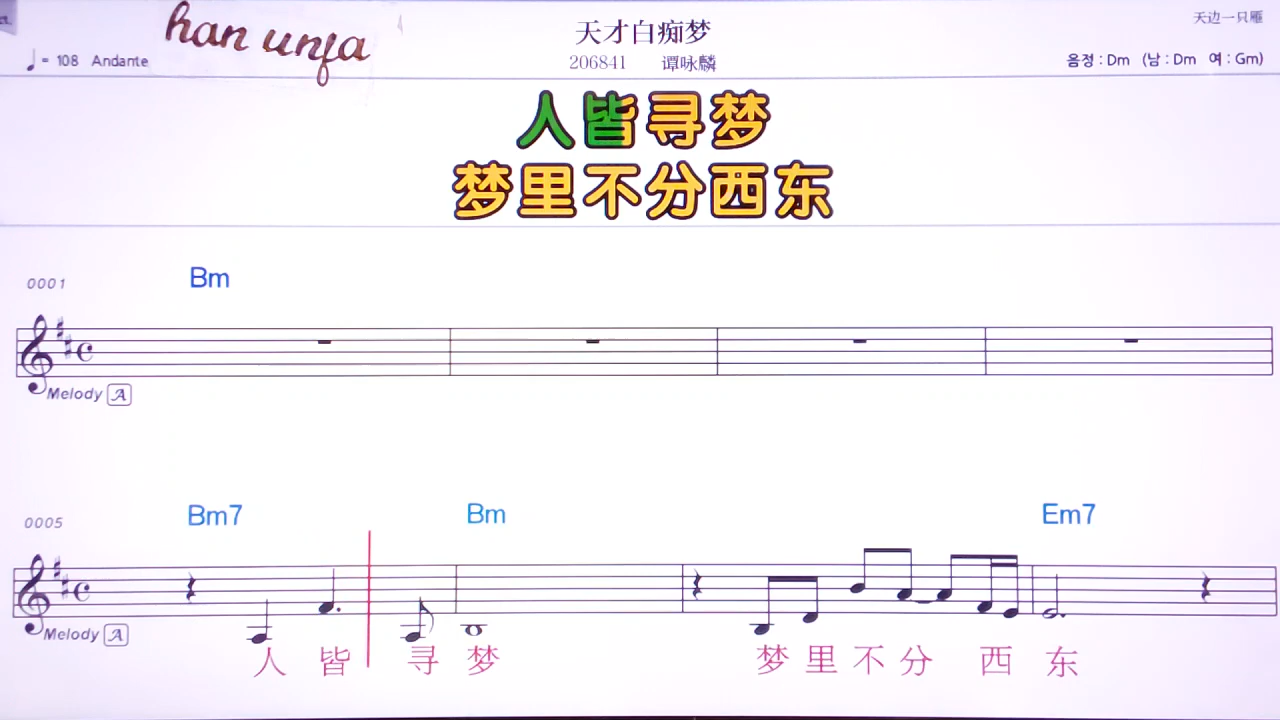 han unfa
天才白痴梦
天边一只雁
♩= 108 Andante
206841 谭咏麟
음정 : Dm (남 : Dm 여 : Gm)
人皆寻梦
梦里不分西东
0001 Bm
Melody A
0005 Bm7 Bm Em7
Melody A
人 皆 寻 梦 梦 里 不 分 西 东